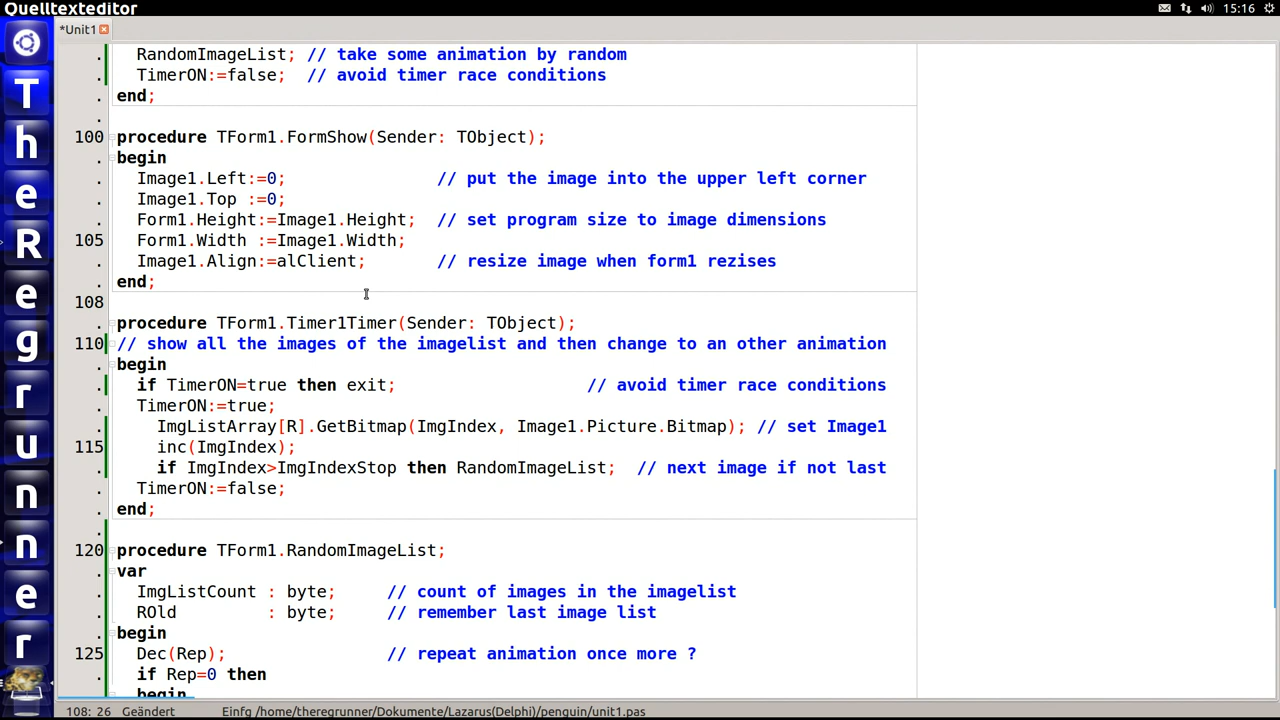 Quelltexteditor
15:16
*Unit1
. RandomImageList; // take some animation by random
. TimerON:=false; // avoid timer race conditions
. end;
.
100 procedure TForm1.FormShow(Sender: TObject);
. begin
. Image1.Left:=0; // put the image into the upper left corner
. Image1.Top :=0;
. Form1.Height:=Image1.Height; // set program size to image dimensions
105 Form1.Width :=Image1.Width;
. Image1.Align:=alClient; // resize image when form1 rezises
. end;
108
. procedure TForm1.Timer1Timer(Sender: TObject);
110 // show all the images of the imagelist and then change to an other animation
. begin
. if TimerON=true then exit; // avoid timer race conditions
. TimerON:=true;
. ImgListArray[R].GetBitmap(ImgIndex, Image1.Picture.Bitmap); // set Image1
115 inc(ImgIndex);
. if ImgIndex>ImgIndexStop then RandomImageList; // next image if not last
. TimerON:=false;
. end;
.
120 procedure TForm1.RandomImageList;
. var
. ImgListCount : byte; // count of images in the imagelist
. ROld : byte; // remember last image list
. begin
125 Dec(Rep); // repeat animation once more ?
. if Rep=0 then
. begin
108: 26 Geändert Einfg /home/theregrunner/Dokumente/Lazarus(Delphi)/penguin/unit1.pas
T
h
e
R
e
g
r
u
n
n
e
r